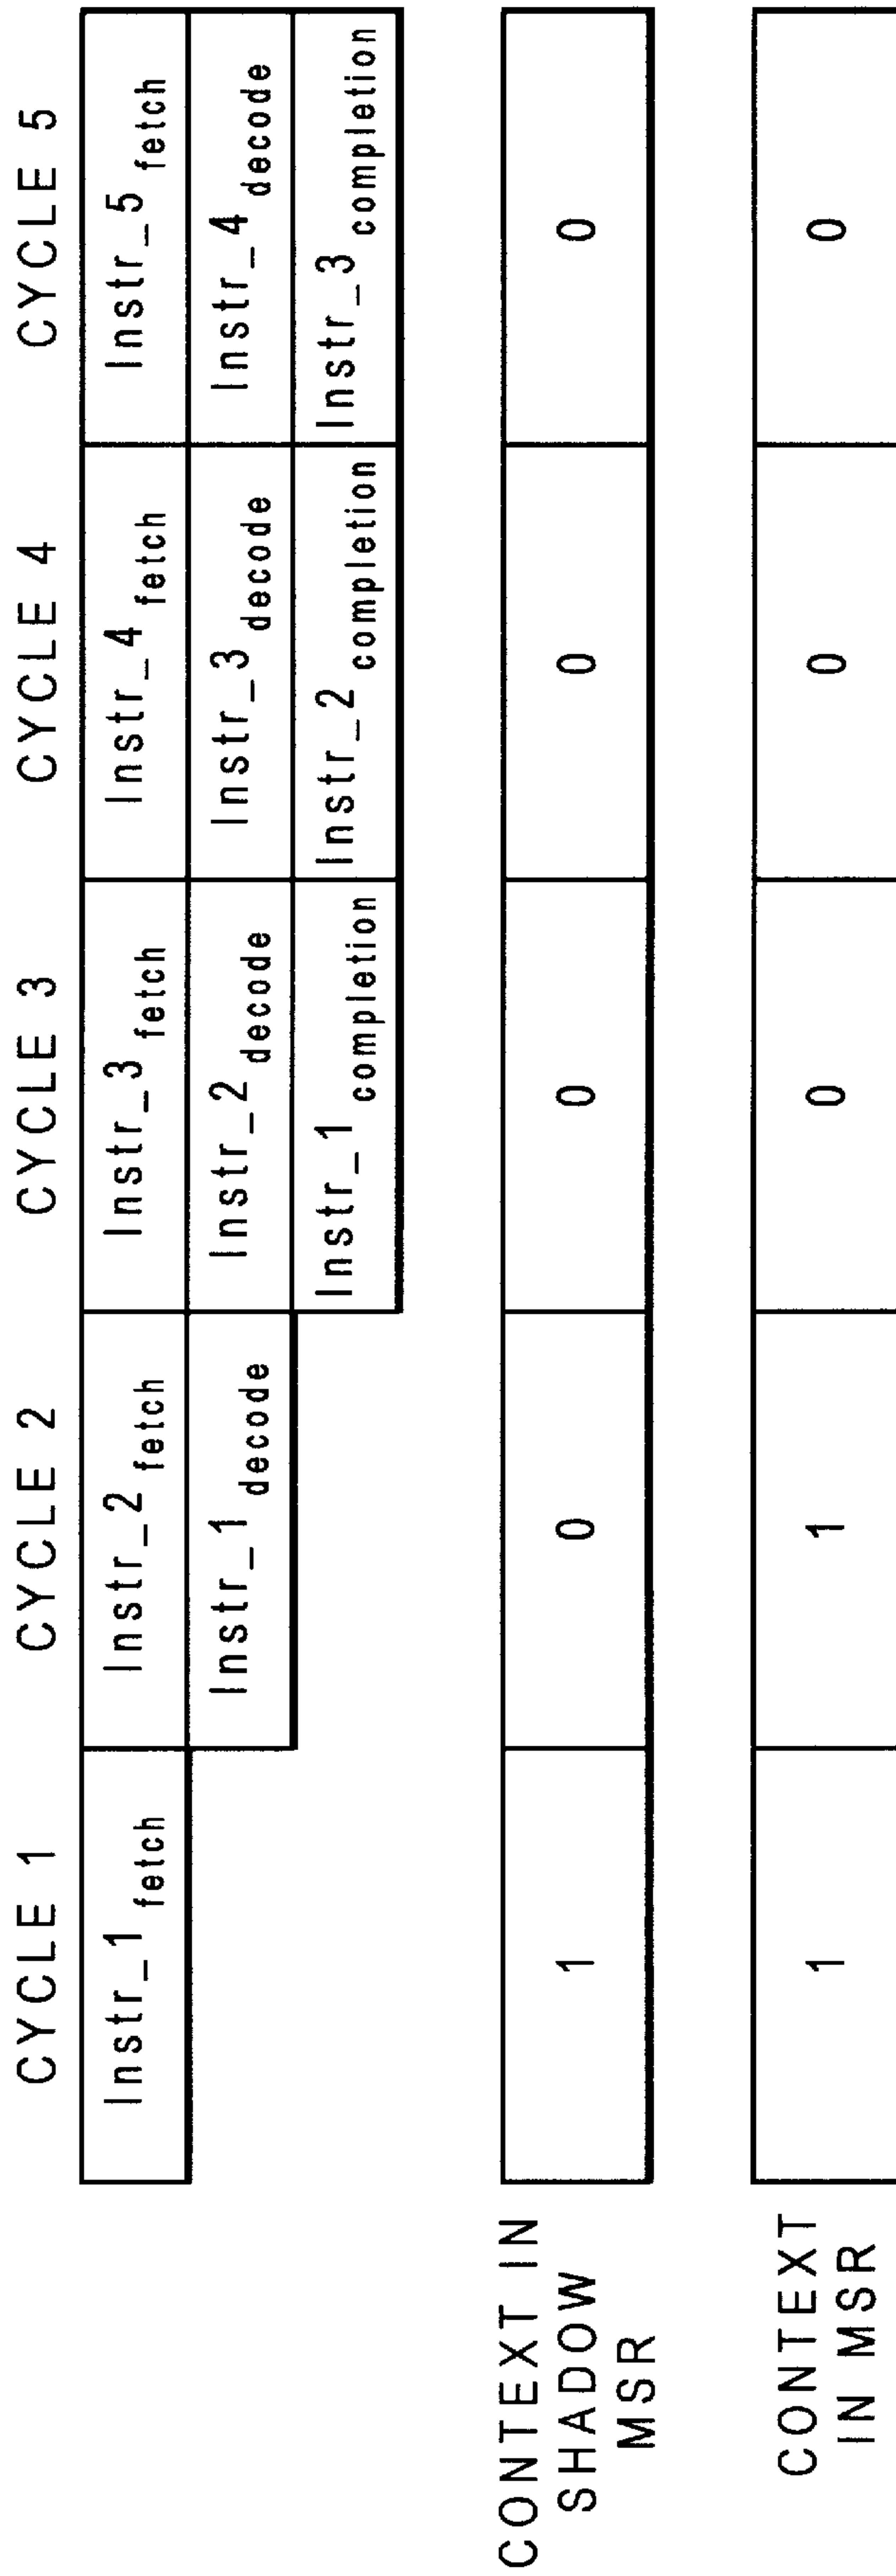 CYCLE 1 CYCLE 2 CYCLE 3 CYCLE 4 CYCLE 5
Instr_1 fetch Instr_2 fetch Instr_3 fetch Instr_4 fetch Instr_5 fetch
Instr_1 decode Instr_2 decode Instr_3 decode Instr_4 decode
Instr_1 completion Instr_2 completion Instr_3 completion
CONTEXT IN
SHADOW
MSR
1 0 0 0 0
CONTEXT
IN MSR
1 1 0 0 0